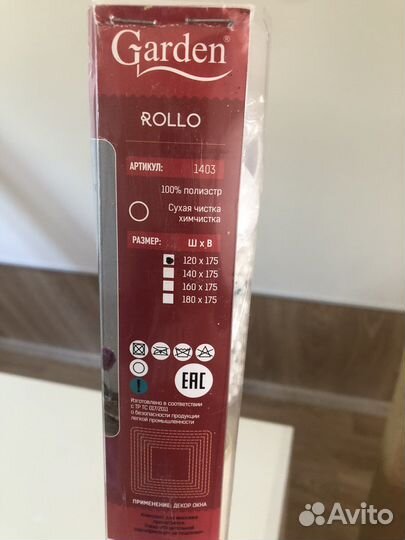 Garden®
ROLLO
АРТИКУЛ: 1403
100% полиэстр
Сухая чистка
химчистка
РАЗМЕР: Ш х В
120 x 175
140 x 175
160 x 175
180 x 175
EAC
Изготовлено в соответствии
с ТР ТС 017/2011
о безопасности продукции
легкой промышленности
ПРИМЕНЕНИЕ: ДЕКОР ОКНА
Avito